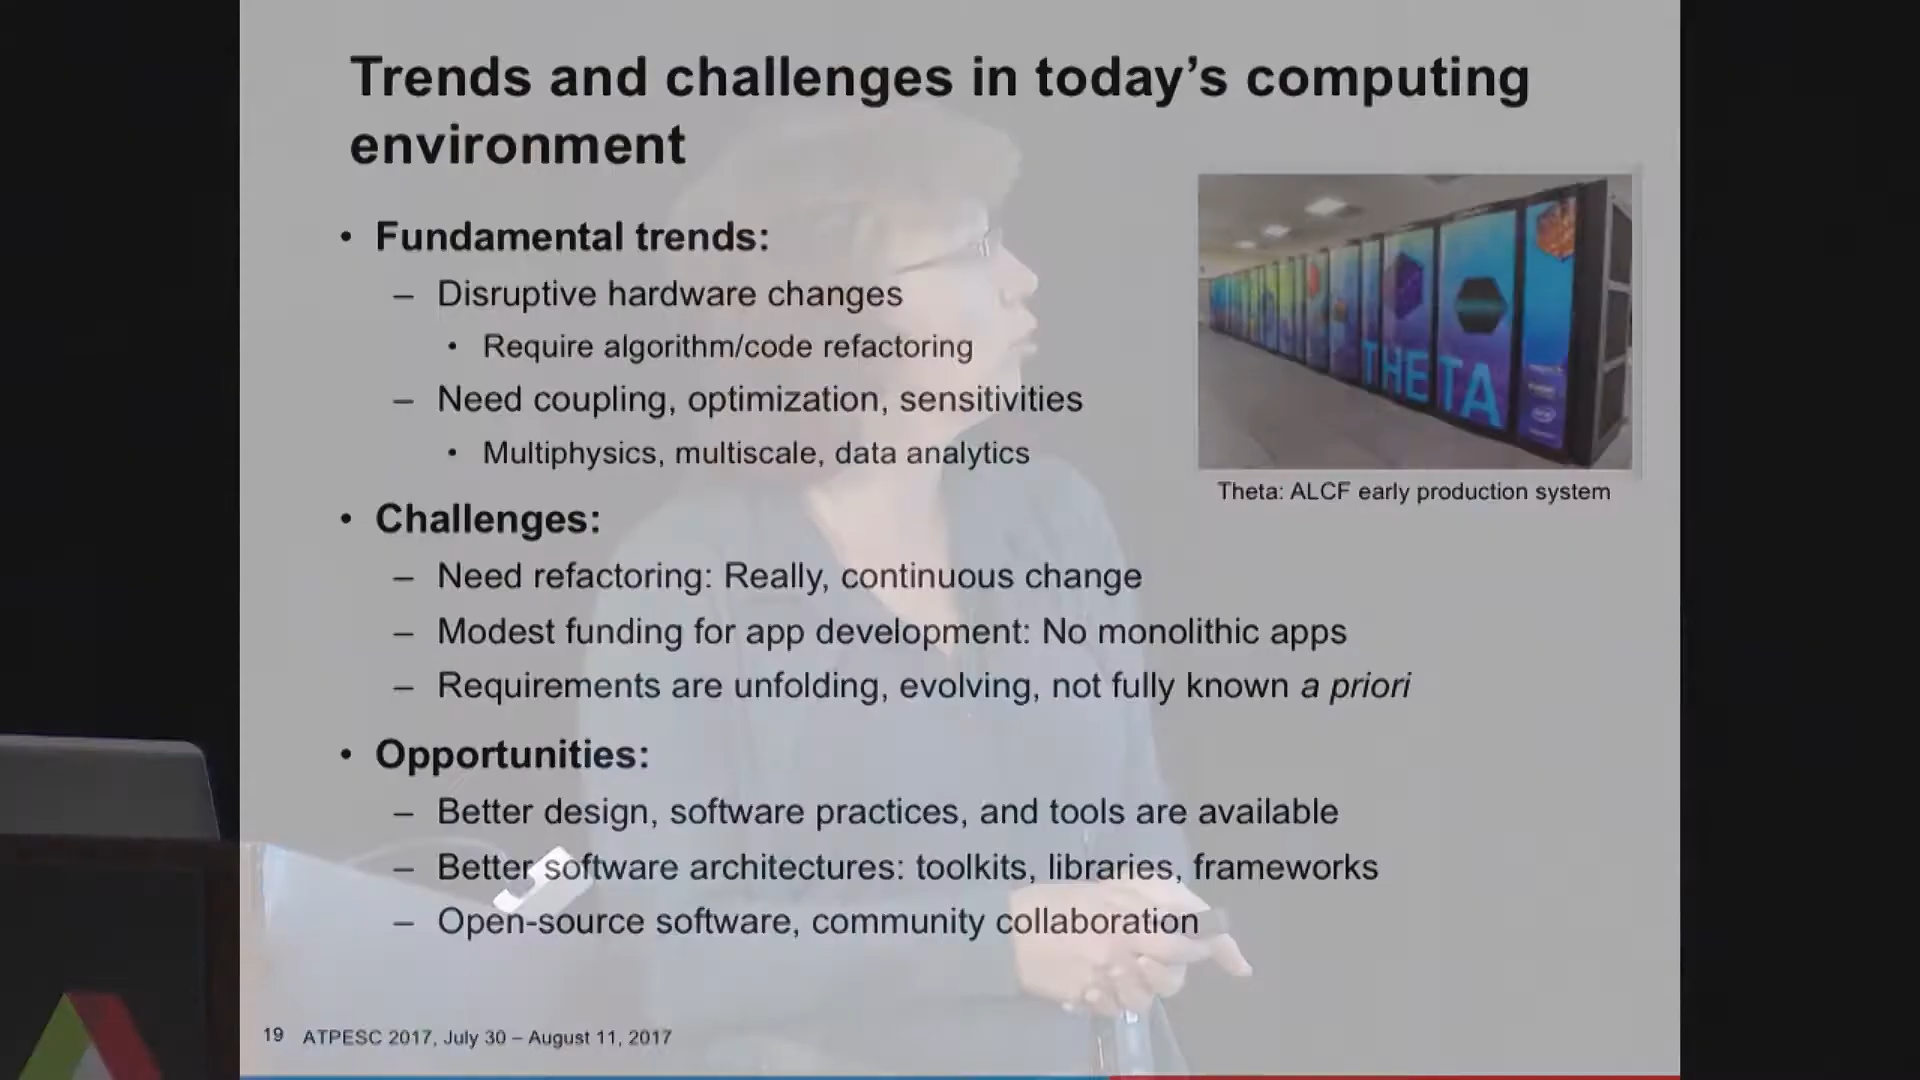 Trends and challenges in today's computing
environment
• Fundamental trends:
– Disruptive hardware changes
• Require algorithm/code refactoring
– Need coupling, optimization, sensitivities
• Multiphysics, multiscale, data analytics
THETA
Theta: ALCF early production system
• Challenges:
– Need refactoring: Really, continuous change
– Modest funding for app development: No monolithic apps
– Requirements are unfolding, evolving, not fully known a priori
• Opportunities:
– Better design, software practices, and tools are available
– Better software architectures: toolkits, libraries, frameworks
– Open-source software, community collaboration
19 ATPESC 2017, July 30 – August 11, 2017